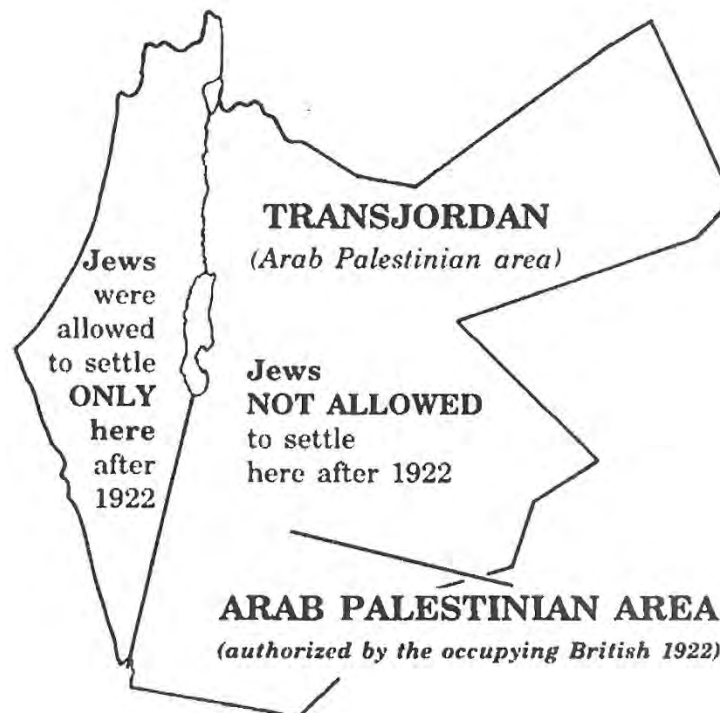 TRANSJORDAN
(Arab Palestinian area)
Jews
were
allowed
to settle
ONLY
here
after
1922
Jews
NOT ALLOWED
to settle
here after 1922
ARAB PALESTINIAN AREA
(authorized by the occupying British 1922)